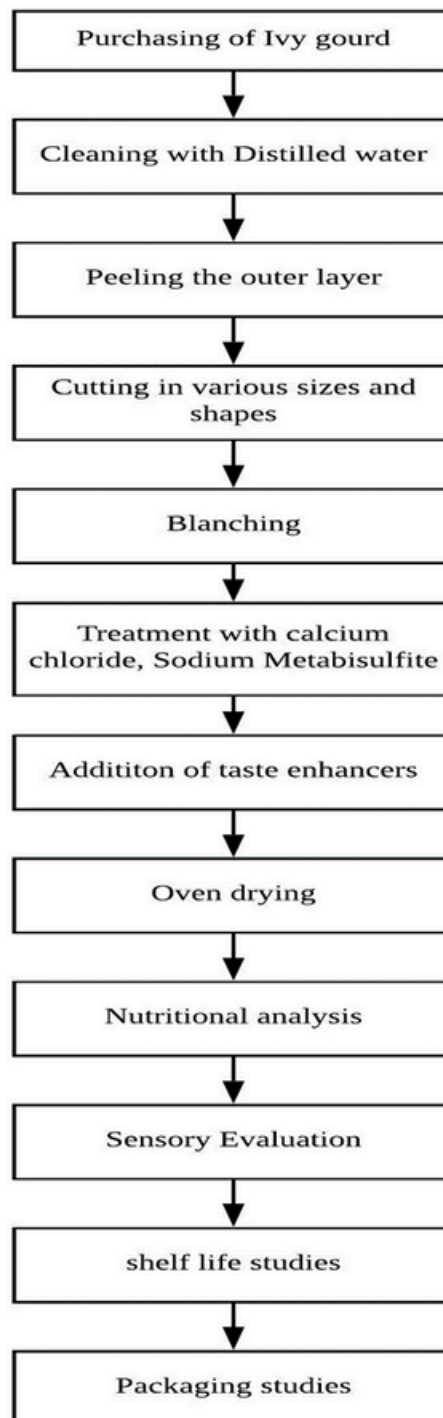 Purchasing of Ivy gourd
Cleaning with Distilled water
Peeling the outer layer
Cutting in various sizes and
shapes
Blanching
Treatment with calcium
chloride, Sodium Metabisulfite
Addititon of taste enhancers
Oven drying
Nutritional analysis
Sensory Evaluation
shelf life studies
Packaging studies